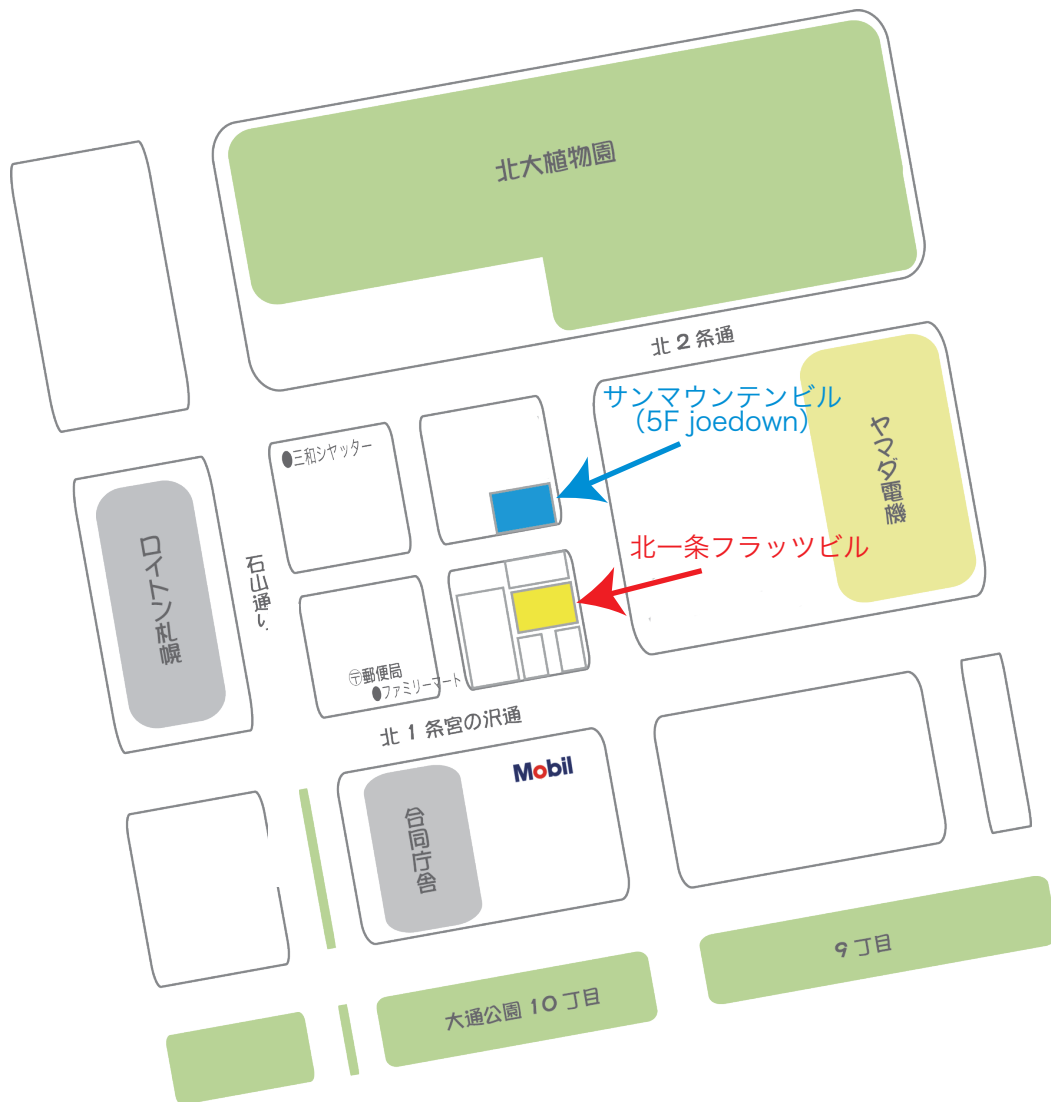 北大植物園
北2条通
サンマウンテンビル
(5F joedown)
ヤマダ電機
三和シヤッター
ロイトン札幌
石山通り
北一条フラッツビル
〒郵便局
ファミリーマート
北1条宮の沢通
Mobil
合同庁舎
9丁目
大通公園10丁目